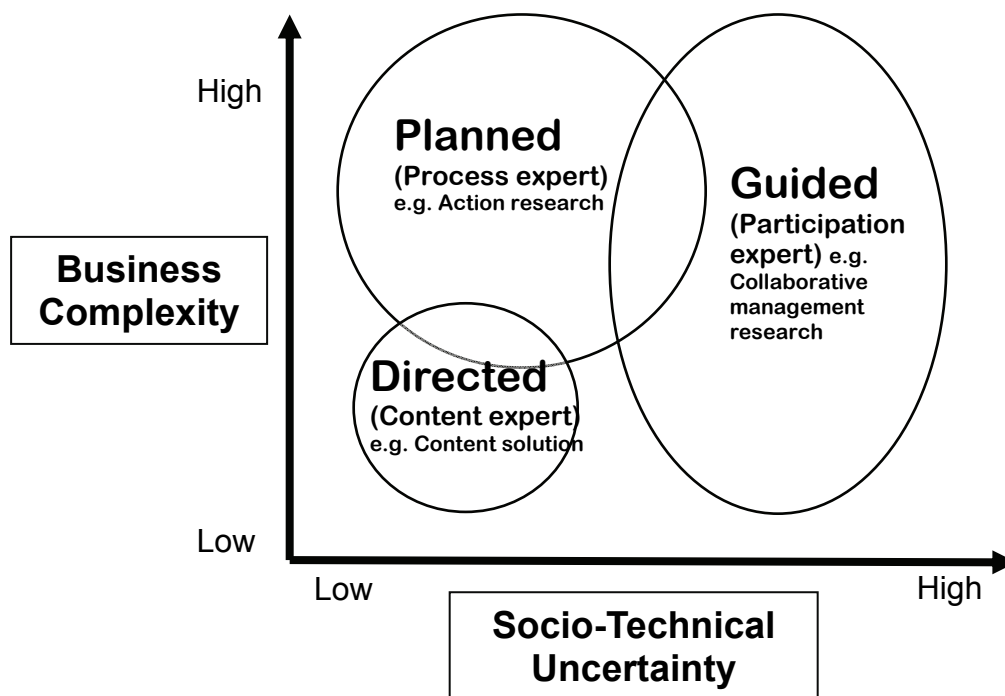 High
Planned
(Process expert)
e.g. Action research
Guided
(Participation
expert) e.g.
Collaborative
management
research
Business
Complexity
Directed
(Content expert)
e.g. Content solution
Low
Low
High
Socio-Technical
Uncertainty